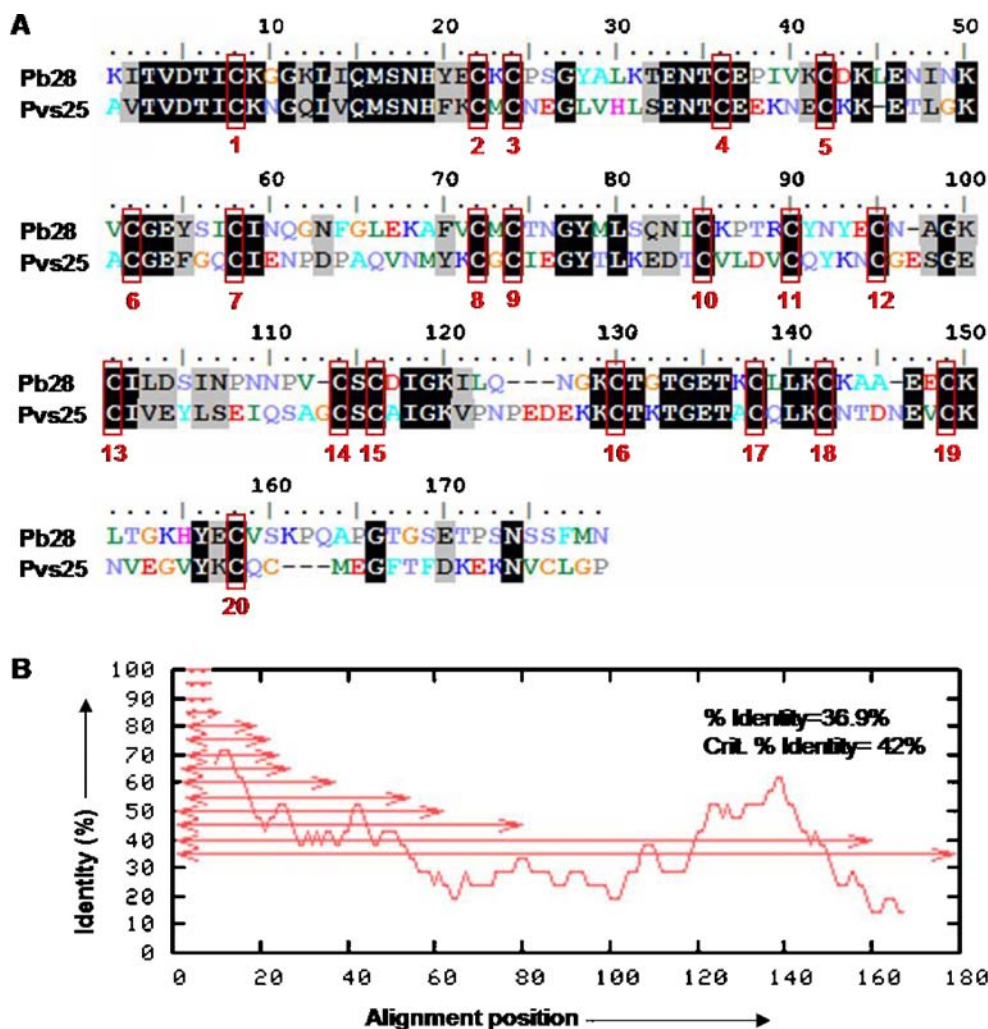 A
10 20 30 40 50
Pb28 KITVDTICKGGKLIQMSNHYECKCPSGYALKTENTCEPIVKCDKLENINK
Pvs25 AVTVDTICKNGQIVQMSNHFKCMCNEGLVHLSENTCEEKNECKK-ETLGK
1 2 3 4 5
60 70 80 90 100
Pb28 VCGEYSICINQGNFGLEKAFVCMCTNGYMLSQNICKPTRCYNYECN-AGK
Pvs25 ACGEFGQCIENPDPAQVNMYKCGCIEGYTLKEDTCVLDVCQYKNCGESGE
6 7 8 9 10 11 12
110 120 130 140 150
Pb28 CILDSINPNNPV-CSCDIGKILQ---NGKCTGTGETKCLLKCKAA-EECK
Pvs25 CIVEYLSEIQSAGCSCAIGKVPNPEDEKKCTKTGETACQLKCNTDNEVCK
13 14 15 16 17 18 19
160 170
Pb28 LTGKHYECVSKPQAPGTGSETPSNSSFMN
Pvs25 NVEGVYKCQC---MEGFTFDKEKNVCLGP
20
B
100
90
80
70
60
50
40
30
20
10
0
Identity (%)
% Identity=36.9%
Crit. % Identity= 42%
0 20 40 60 80 100 120 140 160 180
Alignment position